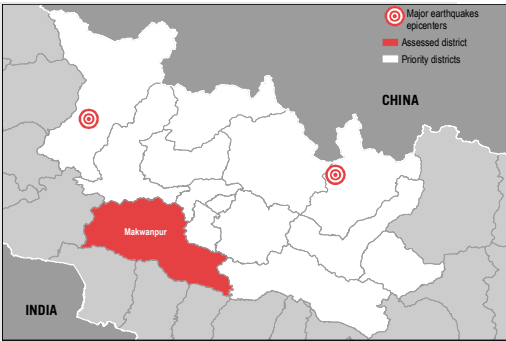 Major earthquakes
epicenters
Assessed district
Priority districts
CHINA
Makwanpur
INDIA